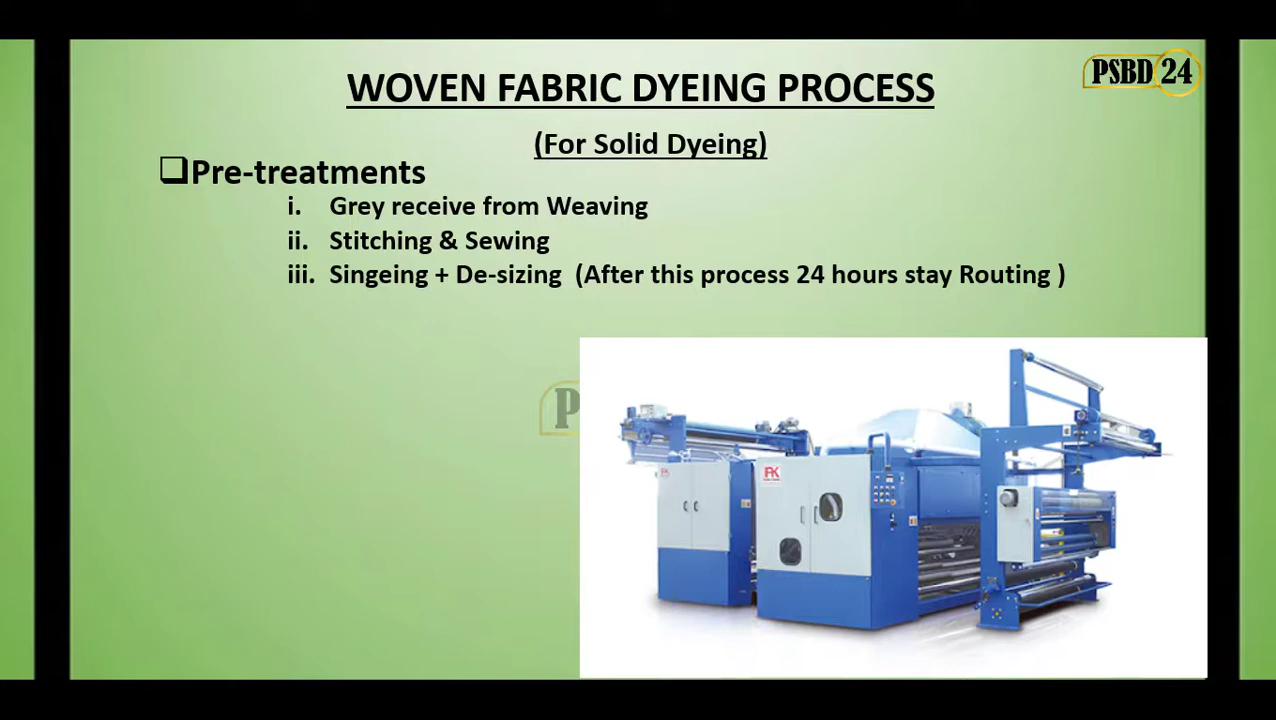 WOVEN FABRIC DYEING PROCESS
PSBD 24
(For Solid Dyeing)
Pre-treatments
i. Grey receive from Weaving
ii. Stitching & Sewing
iii. Singeing + De-sizing (After this process 24 hours stay Routing )
P